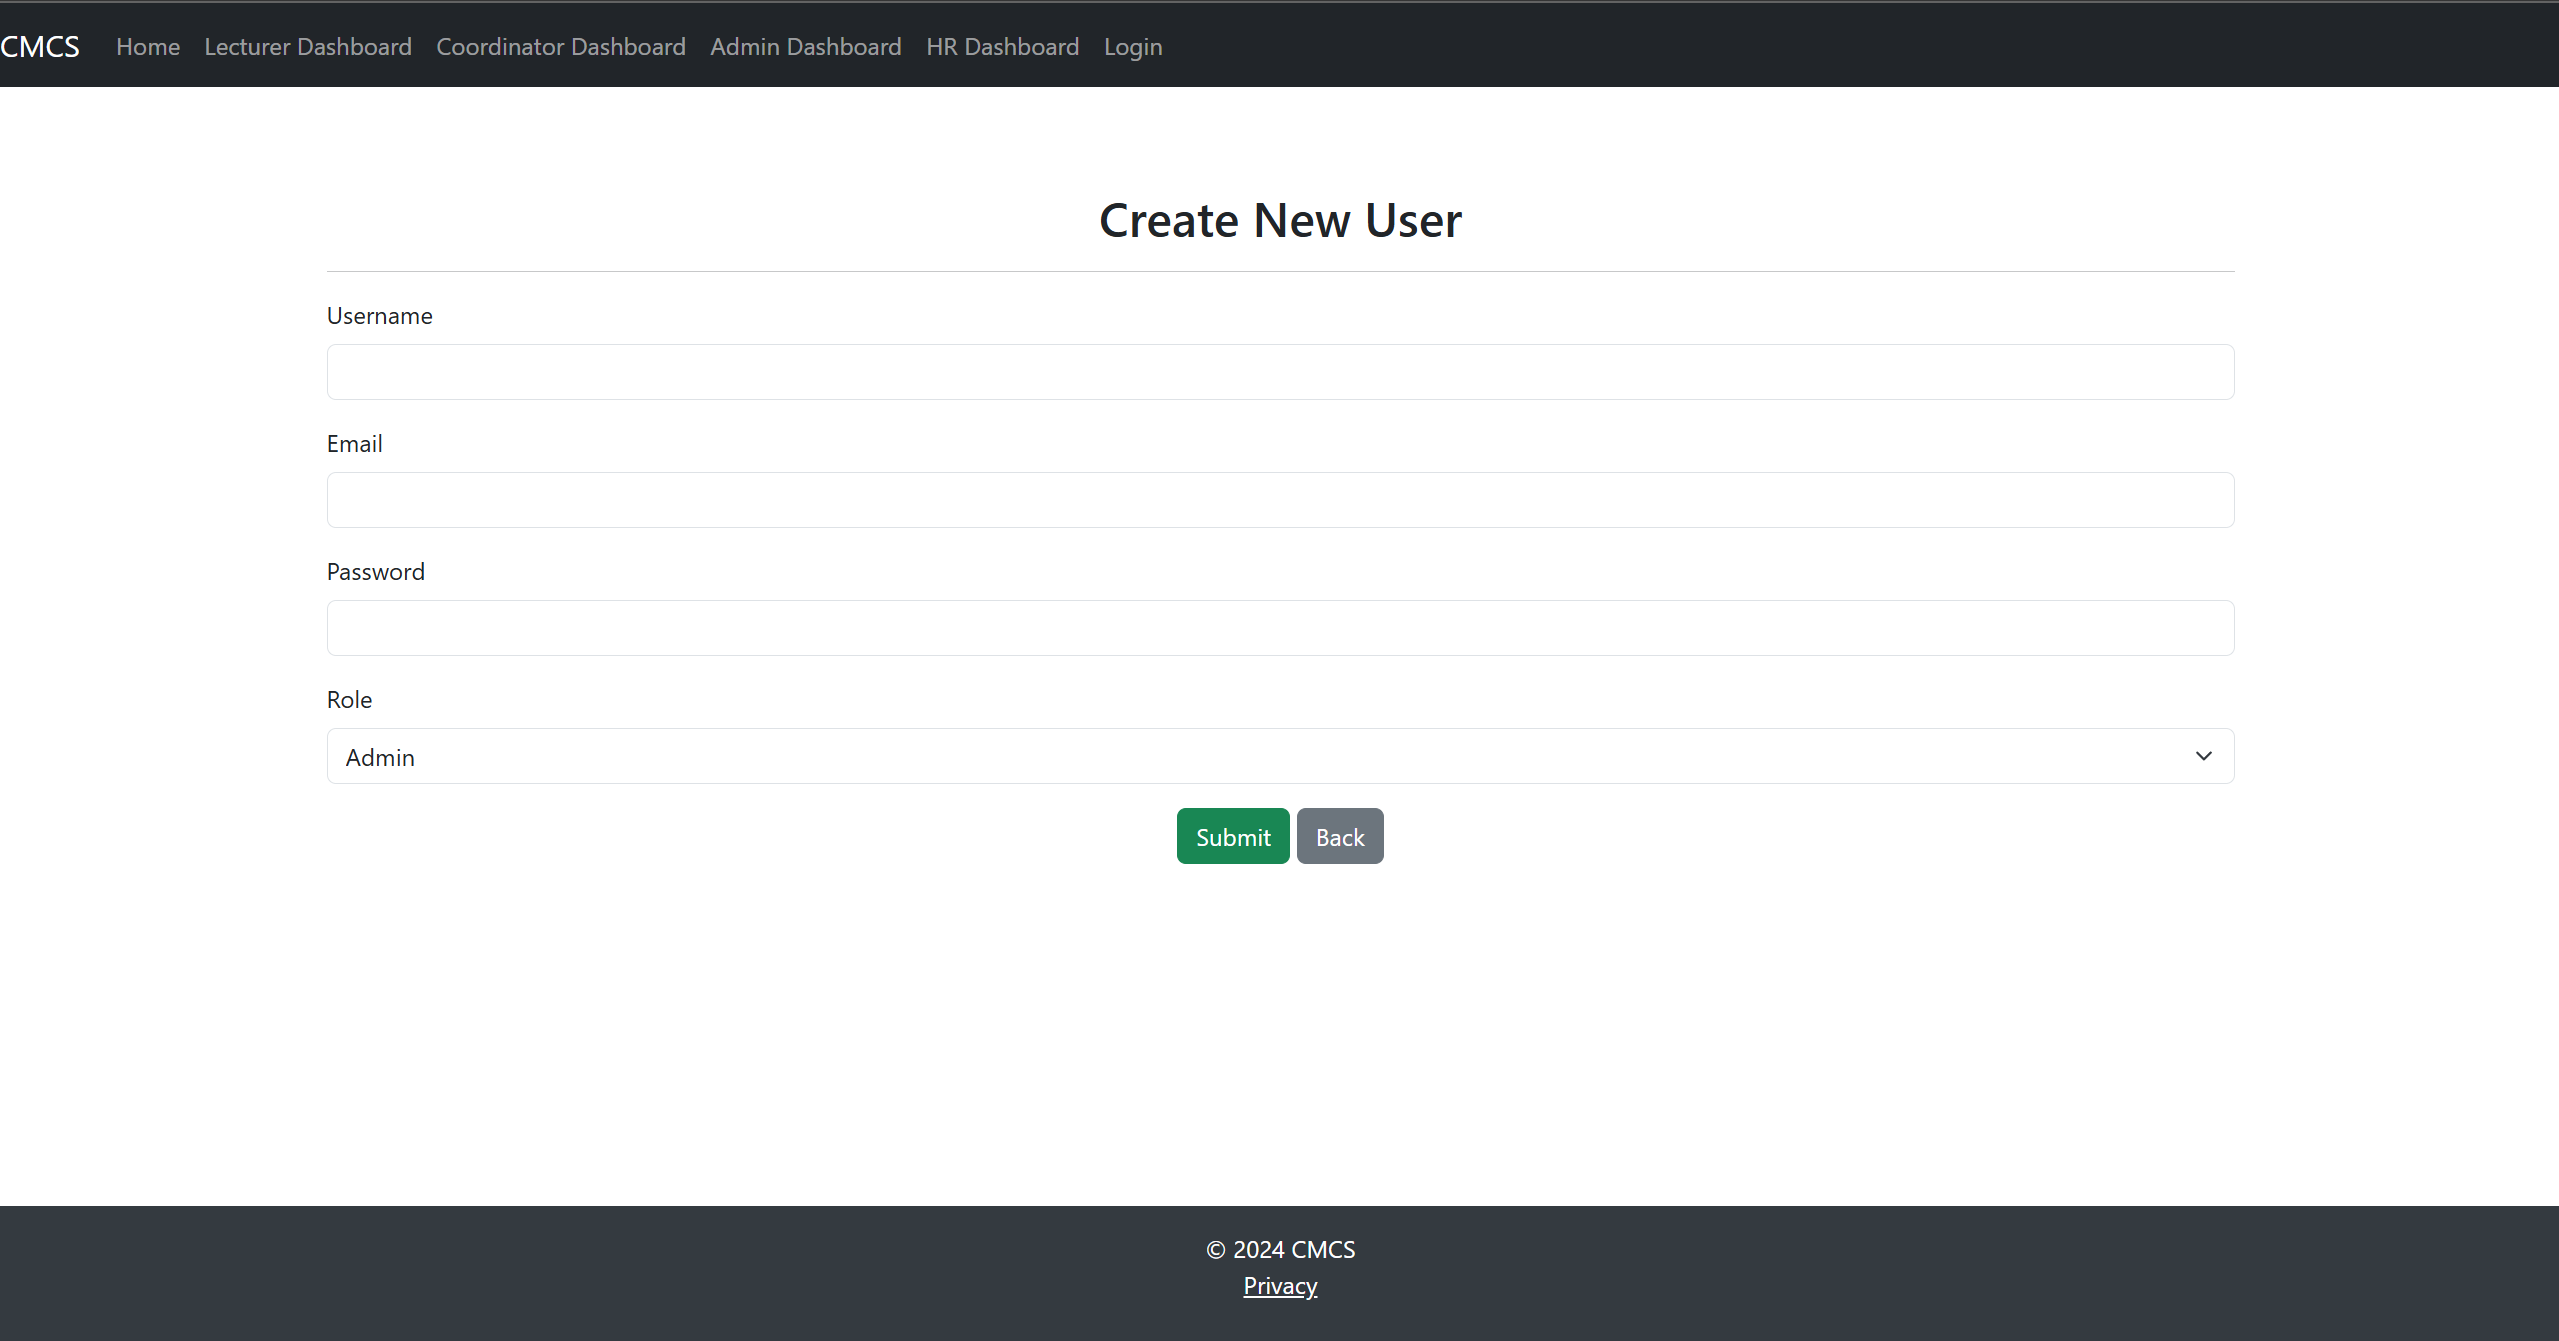 CMCS Home Lecturer Dashboard Coordinator Dashboard Admin Dashboard HR Dashboard Login
Create New User
Username
Email
Password
Role
Admin
Submit Back
© 2024 CMCS
Privacy